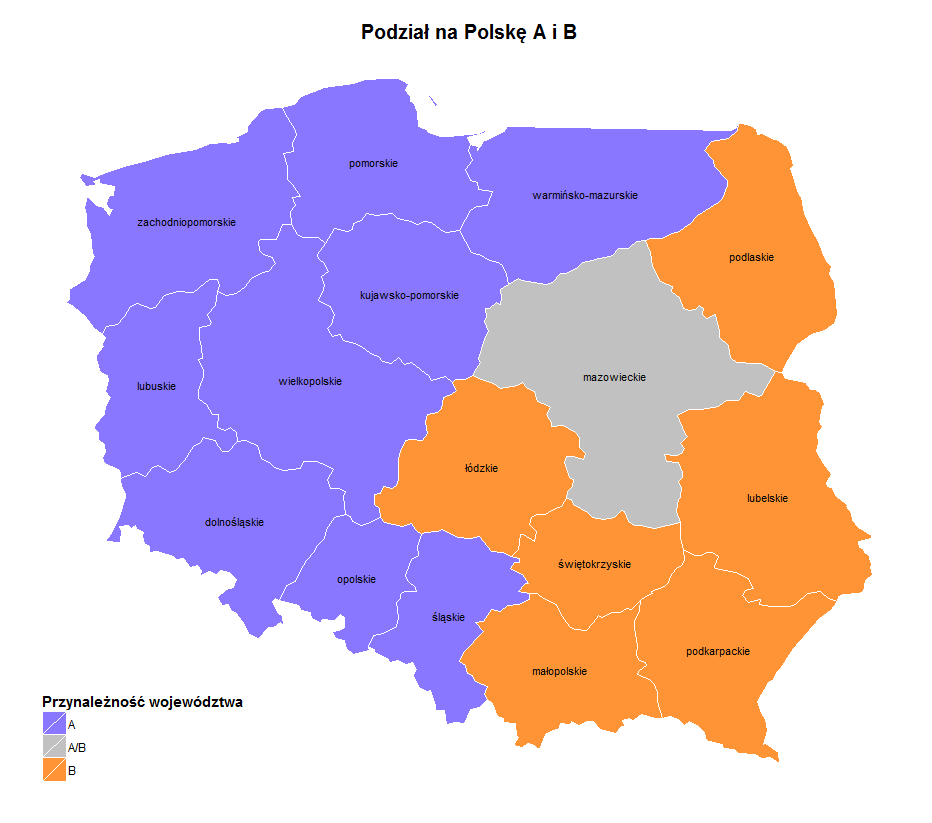 Podział na Polskę A i B
pomorskie
warmińsko-mazurskie
zachodniopomorskie
podlaskie
kujawsko-pomorskie
mazowieckie
wielkopolskie
lubuskie
łódzkie
lubelskie
dolnośląskie
świętokrzyskie
opolskie
śląskie
podkarpackie
małopolskie
Przynależność województwa
A
A/B
B